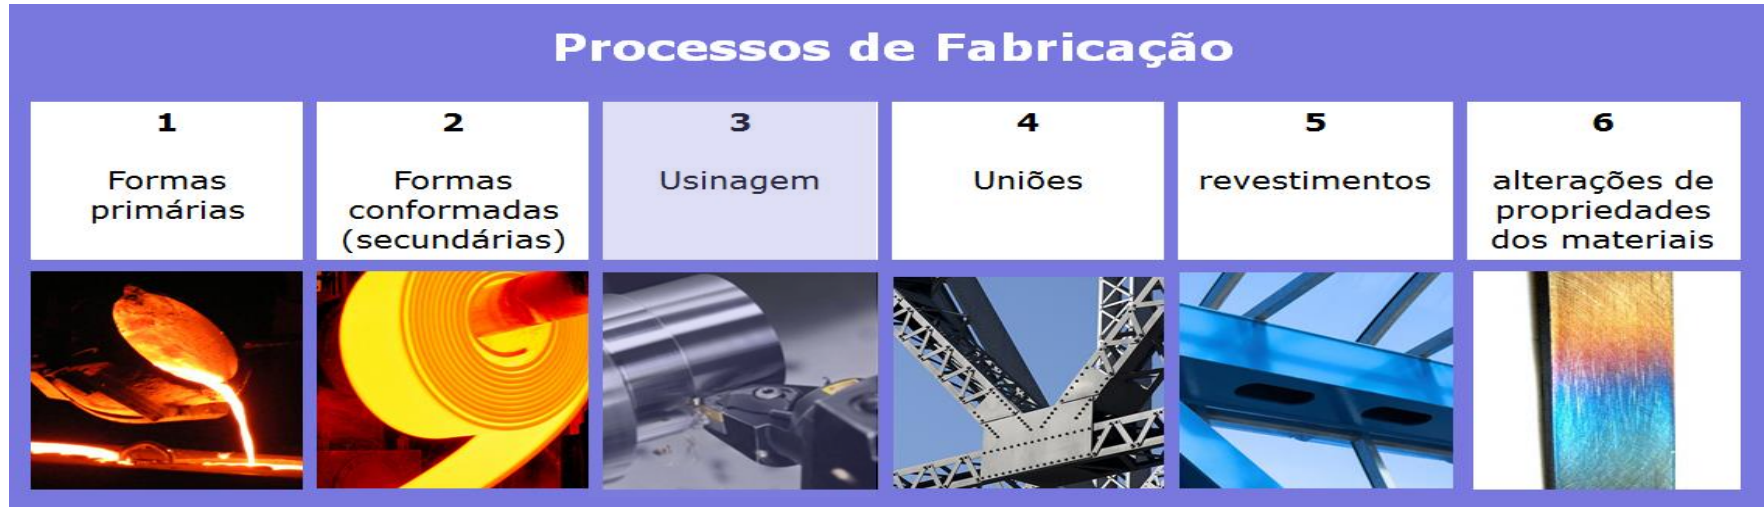 Processos de Fabricação
1
Formas
primárias
2
Formas
conformadas
(secundárias)
3
Usinagem
4
Uniões
5
revestimentos
6
alterações de
propriedades
dos materiais